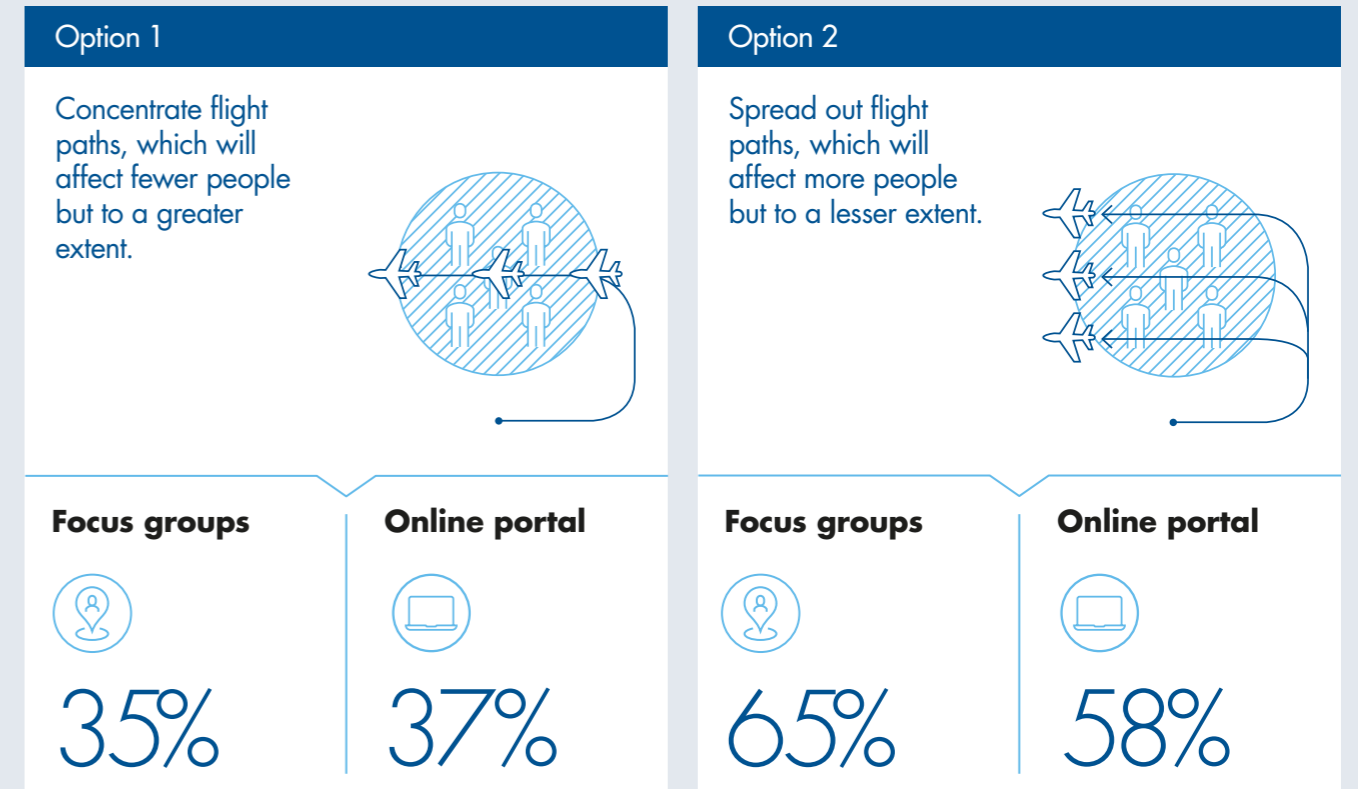 Option 1
Concentrate flight
paths, which will
affect fewer people
but to a greater
extent.
Focus groups
Online portal
35%
37%
Option 2
Spread out flight
paths, which will
affect more people
but to a lesser extent.
Focus groups
Online portal
65%
58%